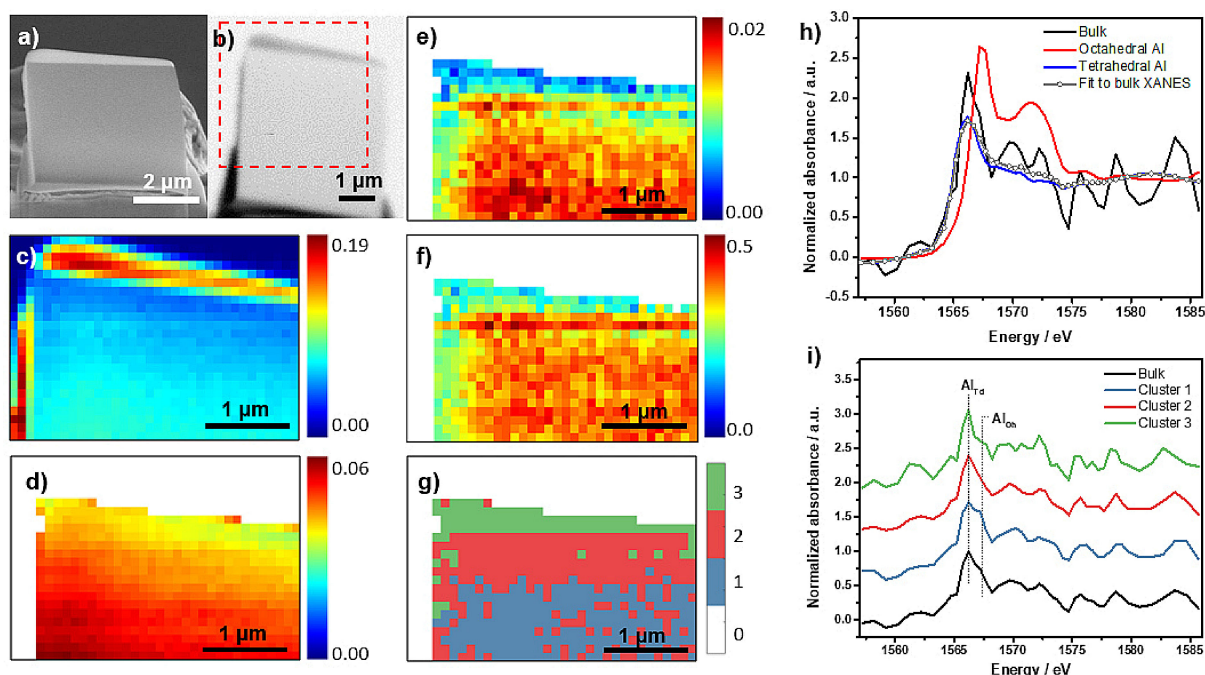 a)
2 µm
b)
1 µm
c)
0.19
0.00
1 µm
d)
0.06
0.00
1 µm
e)
0.02
0.00
1 µm
f)
0.5
0.0
1 µm
g)
3
2
1
0
1 µm
h)
3.0
2.5
2.0
1.5
1.0
0.5
0.0
-0.5
Normalized absorbance / a.u.
Bulk
Octahedral Al
Tetrahedral Al
Fit to bulk XANES
1560 1565 1570 1575 1580 1585
Energy / eV
i)
3.5
3.0
2.5
2.0
1.5
1.0
0.5
0.0
Normalized absorbance / a.u.
AlTd
AlOh
Bulk
Cluster 1
Cluster 2
Cluster 3
1560 1565 1570 1575 1580 1585
Energy / eV